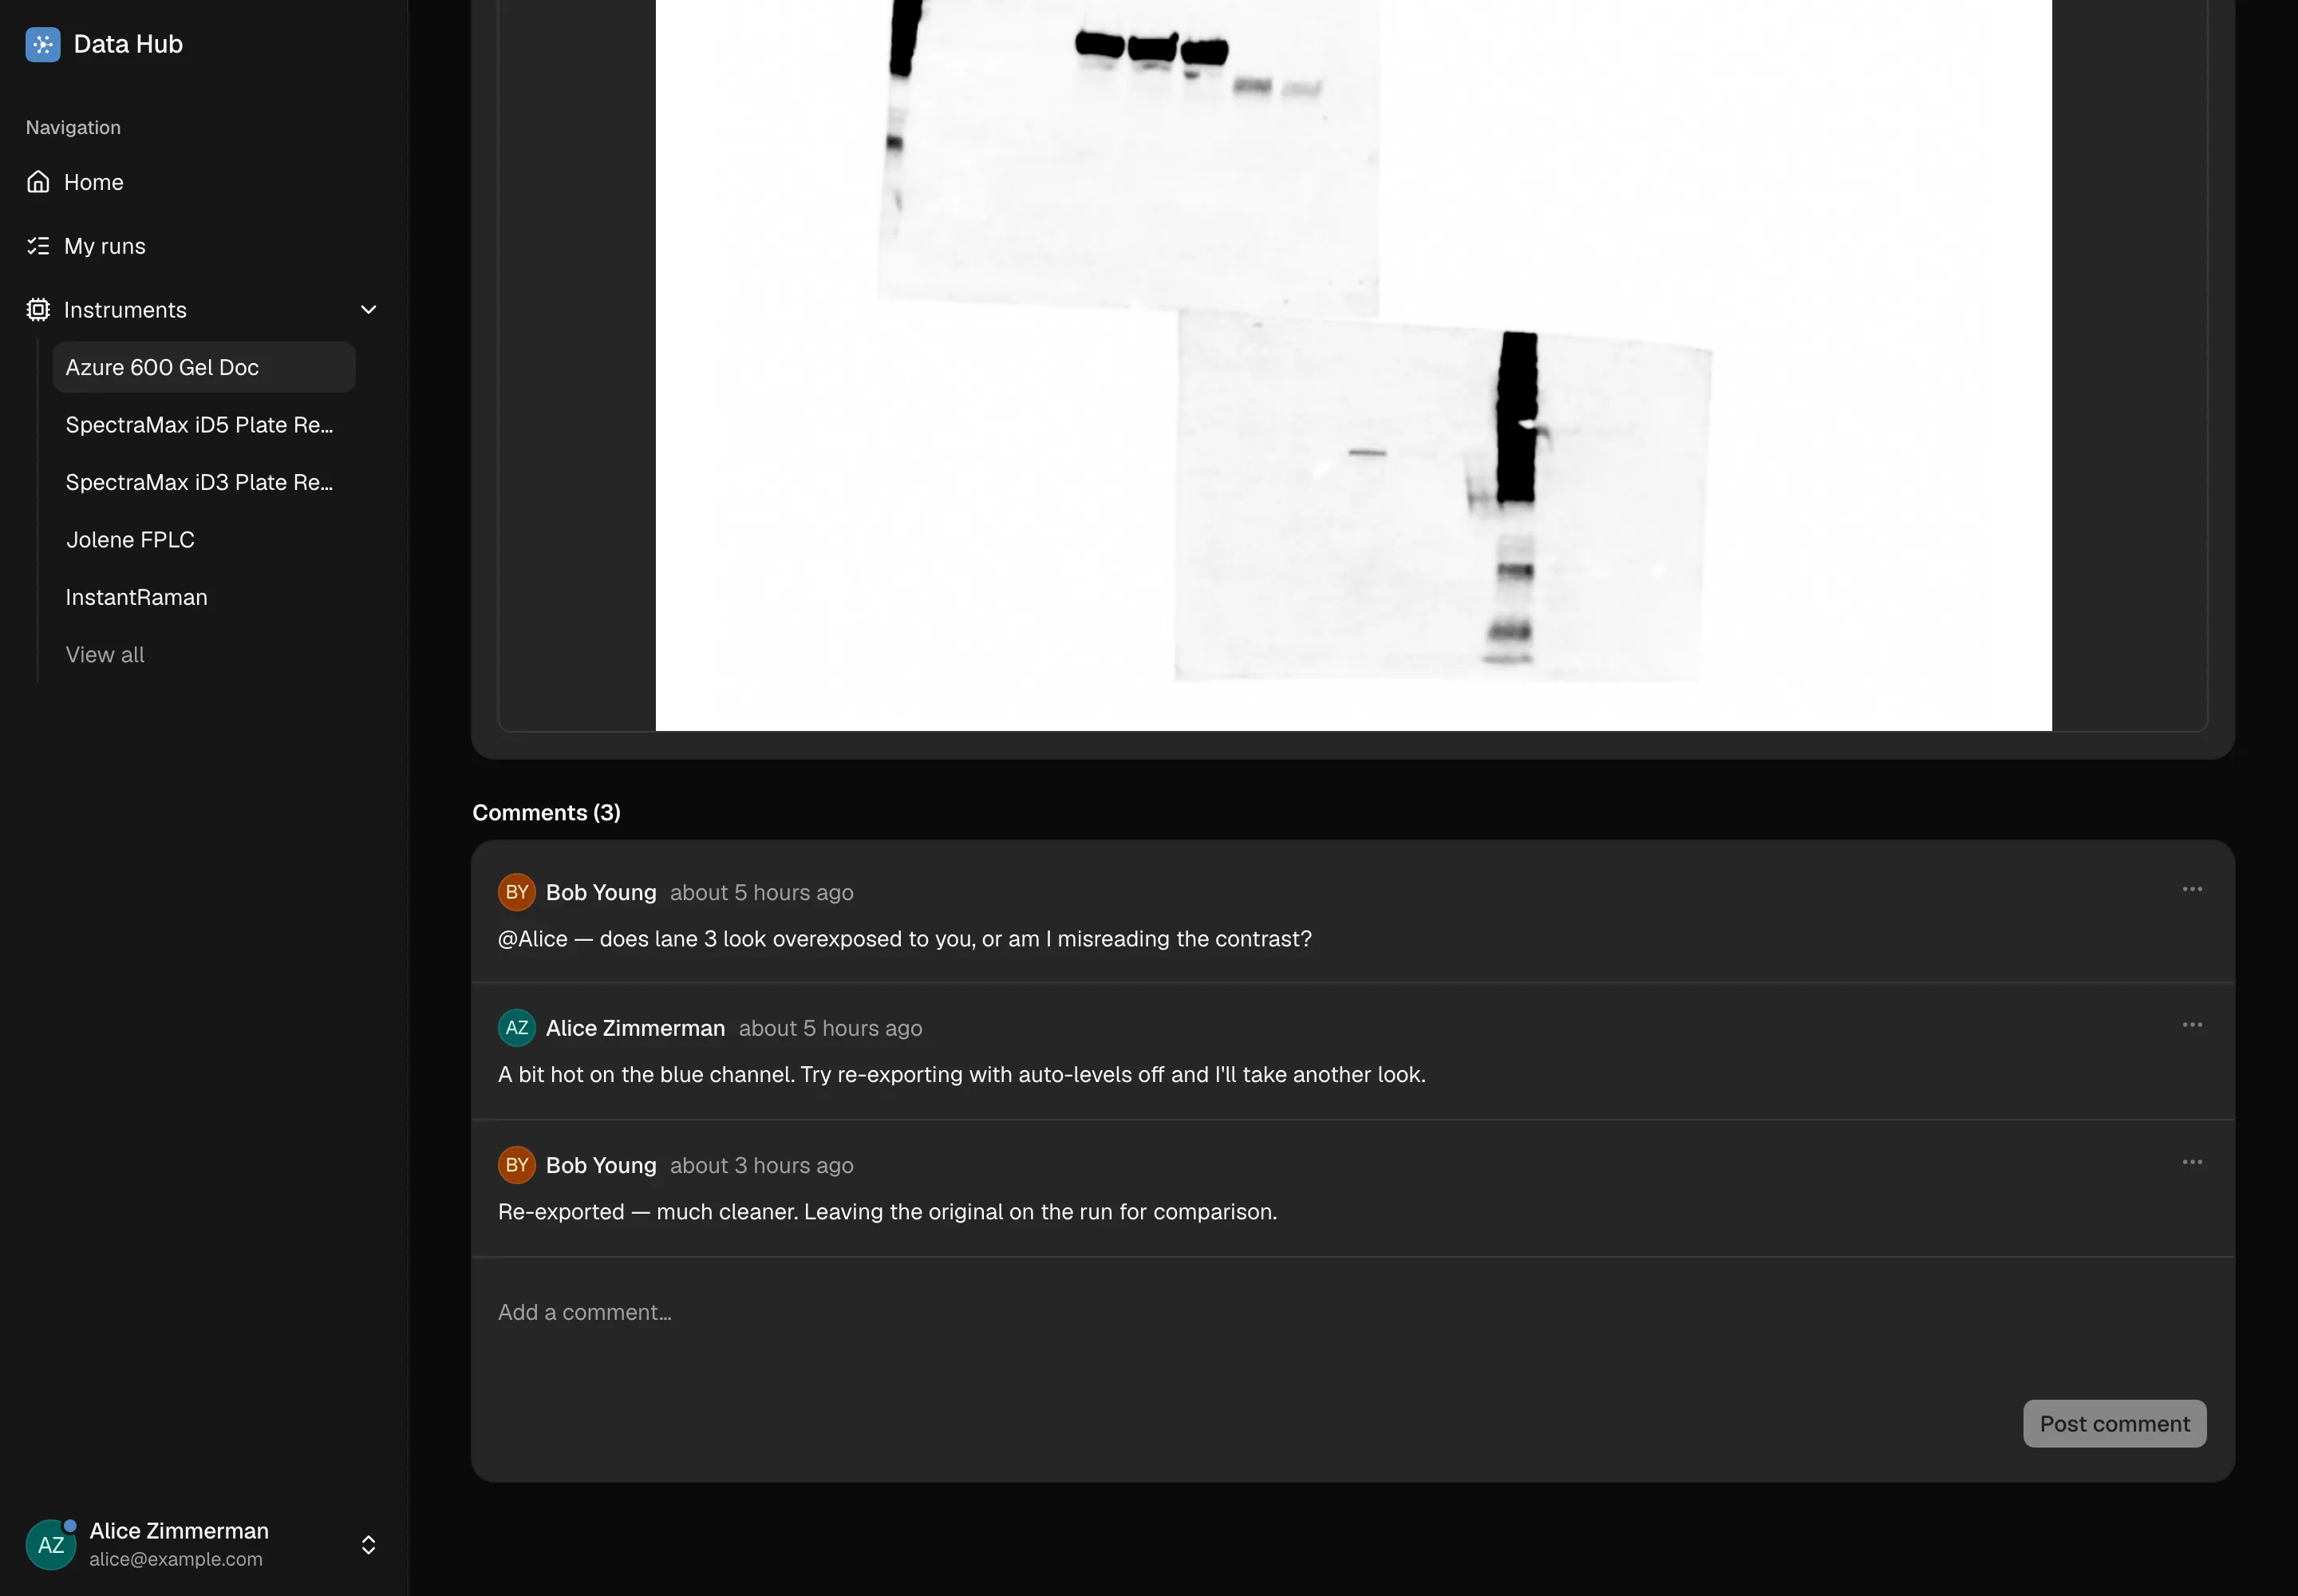 Data Hub
Navigation
Home
My runs
Instruments
Azure 600 Gel Doc
SpectraMax iD5 Plate Re...
SpectraMax iD3 Plate Re...
Jolene FPLC
InstantRaman
View all
Comments (3)
BY Bob Young about 5 hours ago
@Alice — does lane 3 look overexposed to you, or am I misreading the contrast?
AZ Alice Zimmerman about 5 hours ago
A bit hot on the blue channel. Try re-exporting with auto-levels off and I'll take another look.
BY Bob Young about 3 hours ago
Re-exported — much cleaner. Leaving the original on the run for comparison.
Add a comment...
Post comment
AZ Alice Zimmerman
alice@example.com